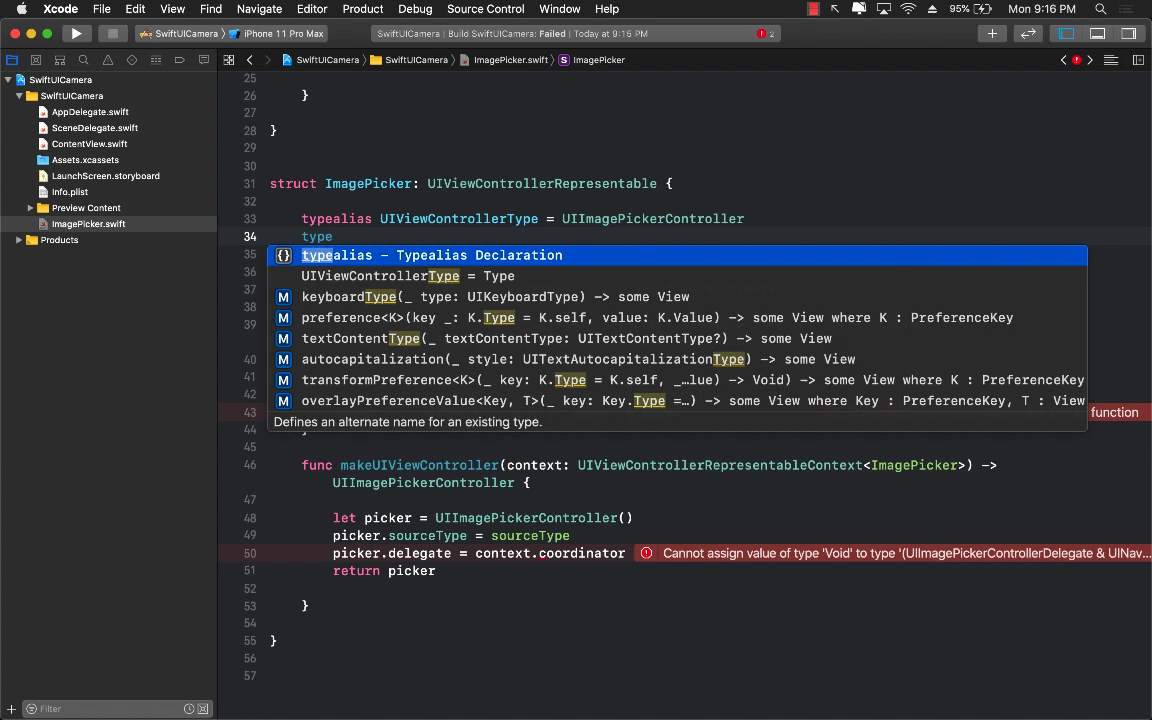 Xcode File Edit View Find Navigate Editor Product Debug Source Control Window Help 95% Mon 9:16 PM
SwiftUICamera iPhone 11 Pro Max SwiftUICamera | Build SwiftUICamera: Failed | Today at 9:15 PM 2
SwiftUICamera SwiftUICamera ImagePicker.swift S ImagePicker
SwiftUICamera
SwiftUICamera
AppDelegate.swift
SceneDelegate.swift
ContentView.swift
Assets.xcassets
LaunchScreen.storyboard
Info.plist
Preview Content
ImagePicker.swift
Products
Filter
25
26 }
27
28 }
29
30
31 struct ImagePicker: UIViewControllerRepresentable {
32
33 typealias UIViewControllerType = UIImagePickerController
34 type
35 typealias – Typealias Declaration
36 UIViewControllerType = Type
37 M keyboardType(_ type: UIKeyboardType) -> some View
38 M preference<K>(key _: K.Type = K.self, value: K.Value) -> some View where K : PreferenceKey
39 M textContentType(_ textContentType: UITextContentType?) -> some View
40 M autocapitalization(_ style: UITextAutocapitalizationType) -> some View
41 M transformPreference<K>(_ key: K.Type = K.self, _…lue) -> Void) -> some View where K : PreferenceKey
42 M overlayPreferenceValue<Key, T>(_ key: Key.Type =…) -> some View where Key : PreferenceKey, T : View
43 function
Defines an alternate name for an existing type.
44 }
45
46 func makeUIViewController(context: UIViewControllerRepresentableContext<ImagePicker>) ->
UIImagePickerController {
47
48 let picker = UIImagePickerController()
49 picker.sourceType = sourceType
50 picker.delegate = context.coordinator Cannot assign value of type 'Void' to type '(UIImagePickerControllerDelegate & UINav...
51 return picker
52
53 }
54
55 }
56
57